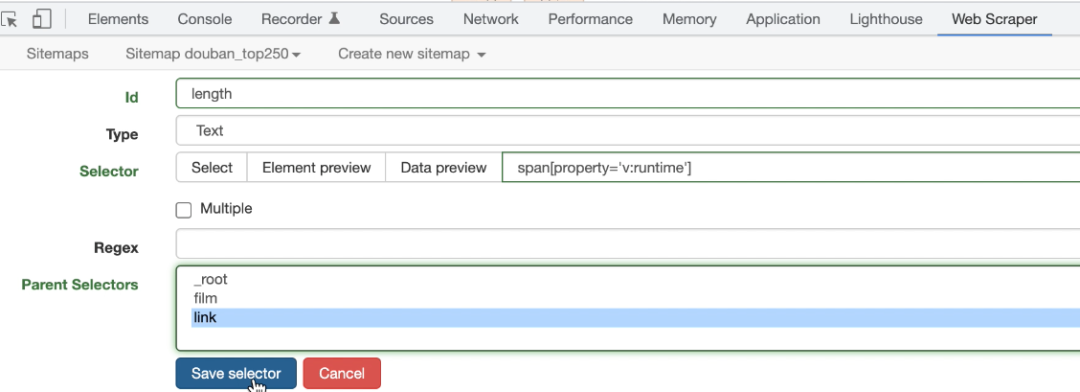 Elements Console Recorder Sources Network Performance Memory Application Lighthouse Web Scraper
Sitemaps Sitemap douban_top250 Create new sitemap
Id length
Type Text
Selector Select Element preview Data preview span[property='v:runtime']
Multiple
Regex
Parent Selectors _root
film
link
Save selector Cancel